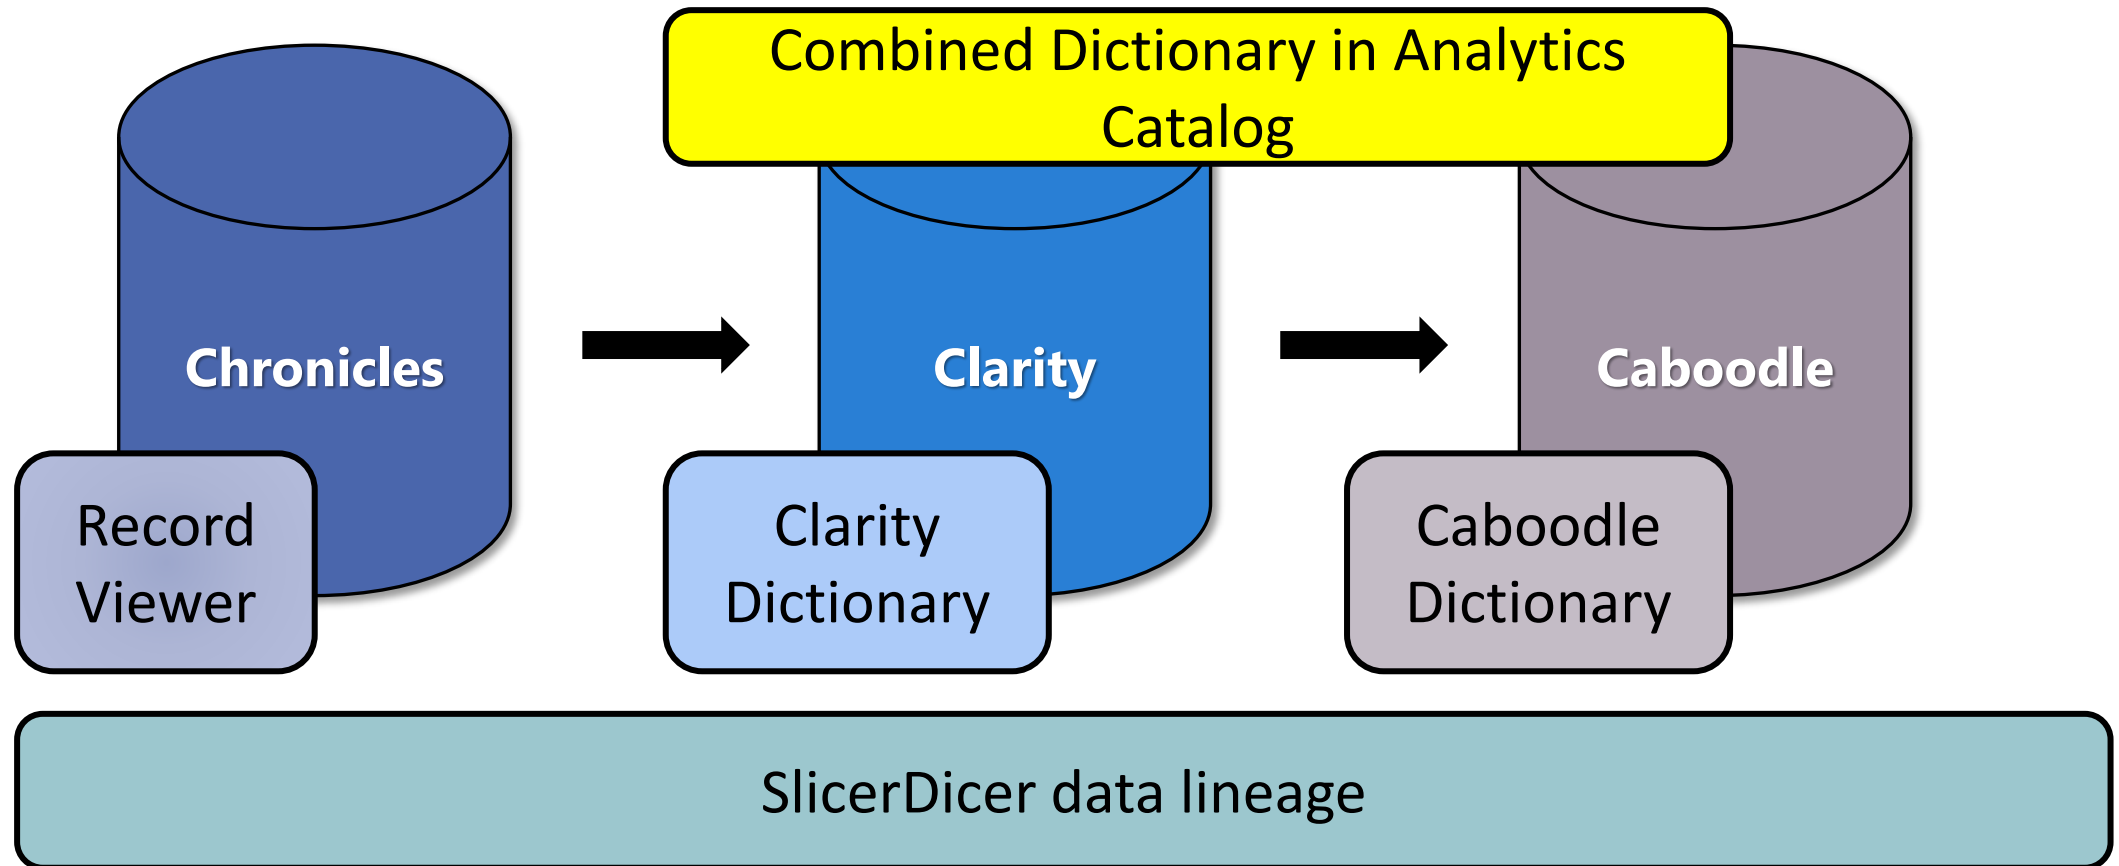 Combined Dictionary in Analytics
Catalog
Chronicles
Clarity
Caboodle
Record
Viewer
Clarity
Dictionary
Caboodle
Dictionary
SlicerDicer data lineage